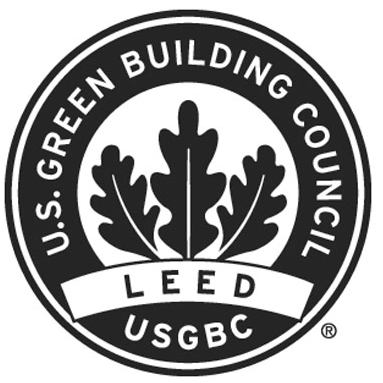 U.S. GREEN BUILDING COUNCIL
LEED
USGBC
®